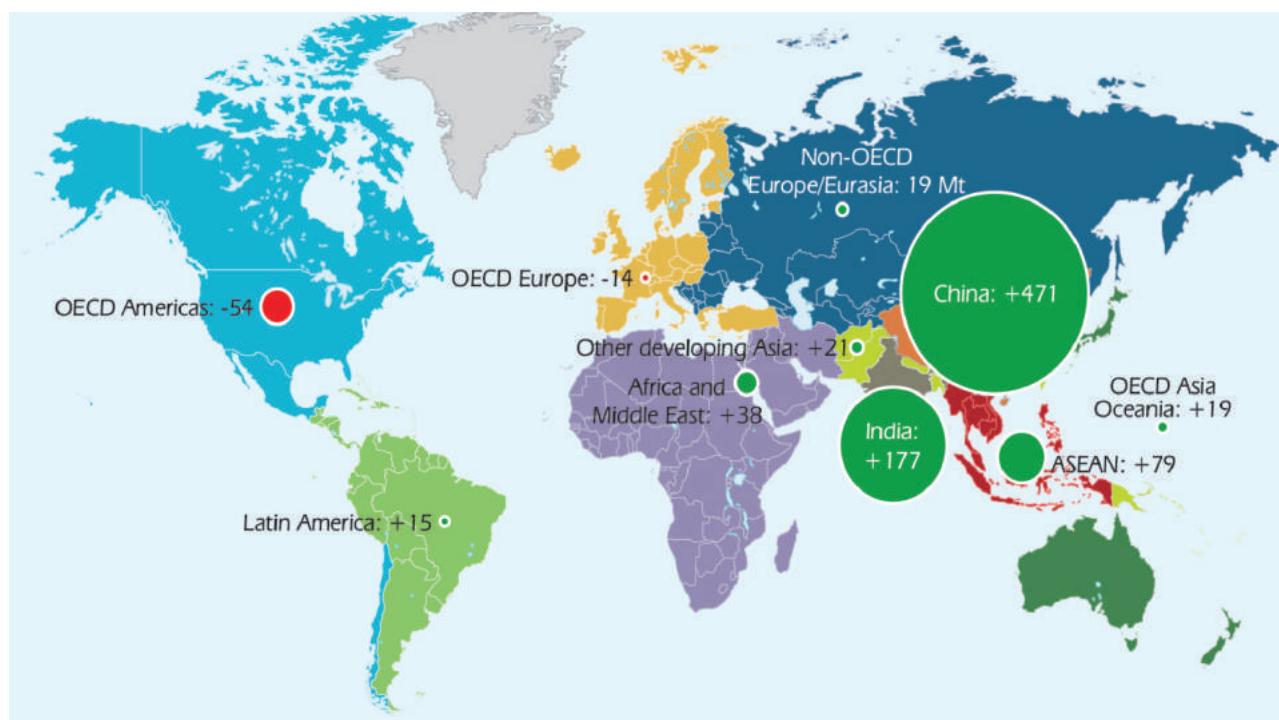 Non-OECD
Europe/Eurasia: 19 Mt
OECD Europe: -14
China: +471
OECD Americas: -54
Other developing Asia: +21
Africa and
Middle East: +38
OECD Asia
Oceania: +19
India:
+177
ASEAN: +79
Latin America: +15